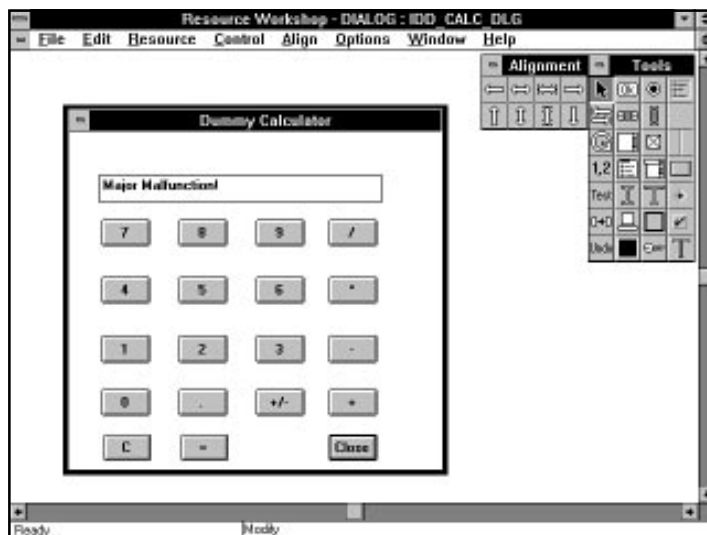 Resource Workshop - DIALOG : IDD_CALC_DLG
File Edit Resource Control Align Options Window Help
Alignment
Tools
OK
1,2
Test
Undo
Dummy Calculator
Major Malfunction!
7 8 9 /
4 5 6 *
1 2 3 -
0 . +/- +
C = Close
Ready Modify